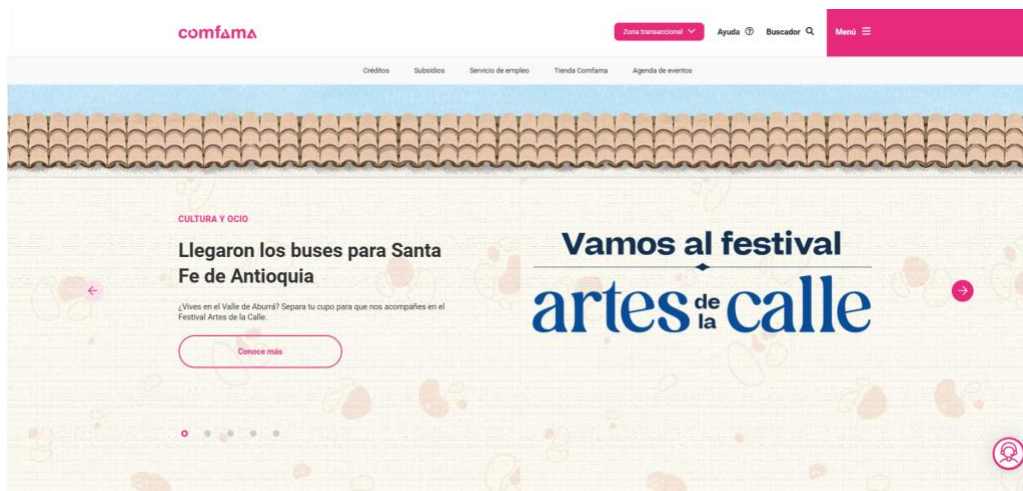 comfama
Zona transaccional
Ayuda
Buscador
Menú
Créditos
Subsidios
Servicio de empleo
Tienda Comfama
Agenda de eventos
CULTURA Y OCIO
Llegaron los buses para Santa
Fe de Antioquia
¿Vives en el Valle de Aburrá? Separa tu cupo para que nos acompañes en el
Festival Artes de la Calle.
Conoce más
Vamos al festival
artes de la calle